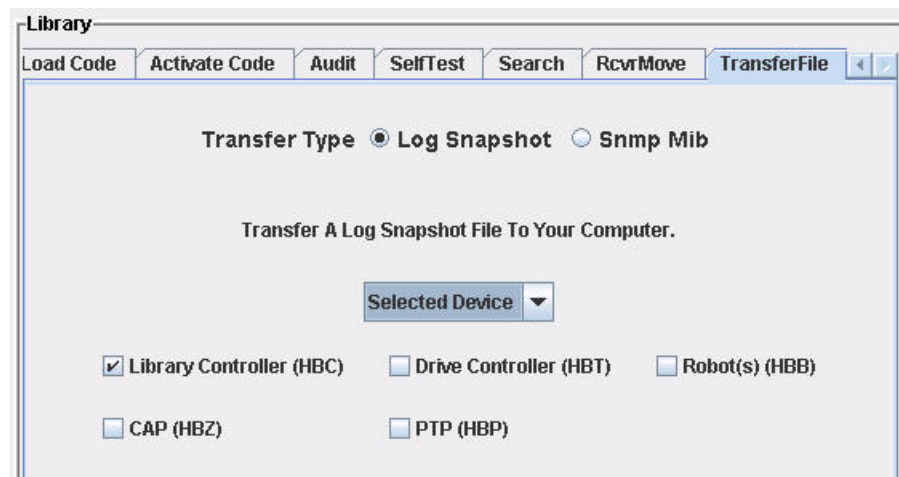 Library
Load Code Activate Code Audit SelfTest Search RcvrMove TransferFile
Transfer Type Log Snapshot Snmp Mib
Transfer A Log Snapshot File To Your Computer.
Selected Device
Library Controller (HBC) Drive Controller (HBT) Robot(s) (HBB)
CAP (HBZ) PTP (HBP)